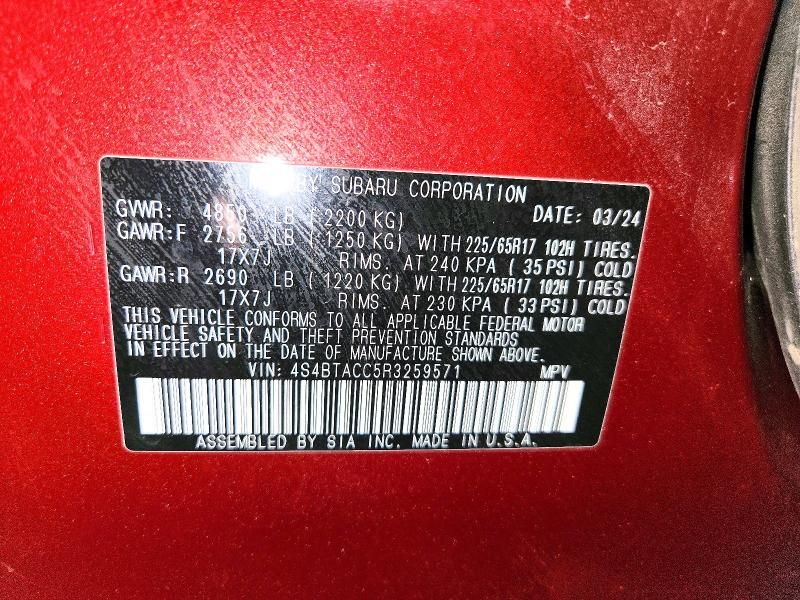 BY SUBARU CORPORATION
GVWR: 4850 LB ( 2200 KG) DATE: 03/24
GAWR:F 2756 LB ( 1250 KG) WITH 225/65R17 102H TIRES.
17X7J RIMS. AT 240 KPA ( 35 PSI) COLD
GAWR:R 2690 LB ( 1220 KG) WITH 225/65R17 102H TIRES.
17X7J RIMS. AT 230 KPA ( 33 PSI) COLD
THIS VEHICLE CONFORMS TO ALL APPLICABLE FEDERAL MOTOR
VEHICLE SAFETY AND THEFT PREVENTION STANDARDS
IN EFFECT ON THE DATE OF MANUFACTURE SHOWN ABOVE.
VIN: 4S4BTACC5R3259571 MPV
ASSEMBLED BY SIA INC. MADE IN U.S.A.